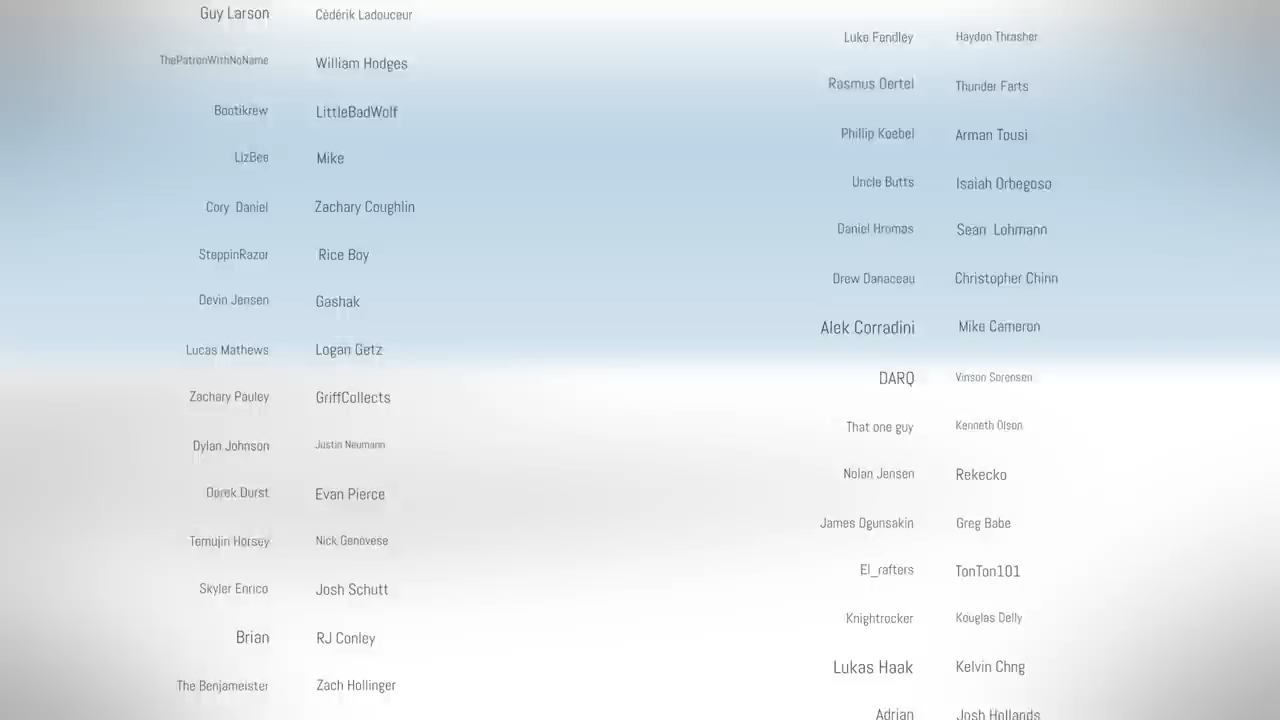 Guy Larson
Cèdérik Ladouceur
ThePatronWithNoName
William Hodges
Bootikrew
LittleBadWolf
LizBee
Mike
Cory Daniel
Zachary Coughlin
SteppinRazor
Rice Boy
Devin Jensen
Gashak
Lucas Mathews
Logan Getz
Zachary Pauley
GriffCollects
Dylan Johnson
Justin Neumann
Derek Durst
Evan Pierce
Temujin Horsey
Nick Genovese
Skyler Enrico
Josh Schutt
Brian
RJ Conley
The Benjameister
Zach Hollinger
Luke Fendley
Haydon Thrasher
Rasmus Oertel
Thunder Farts
Phillip Koebel
Arman Tousi
Uncle Butts
Isaiah Orbegoso
Daniel Hromas
Sean Lohmann
Drew Danaceau
Christopher Chinn
Alek Corradini
Mike Cameron
DARQ
Vinson Sorensen
That one guy
Kenneth Olson
Nolan Jensen
Rekecko
James Ogunsakin
Greg Babe
El_rafters
TonTon101
Knightrocker
Kouglas Delly
Lukas Haak
Kelvin Chng
Adrian
Josh Hollands